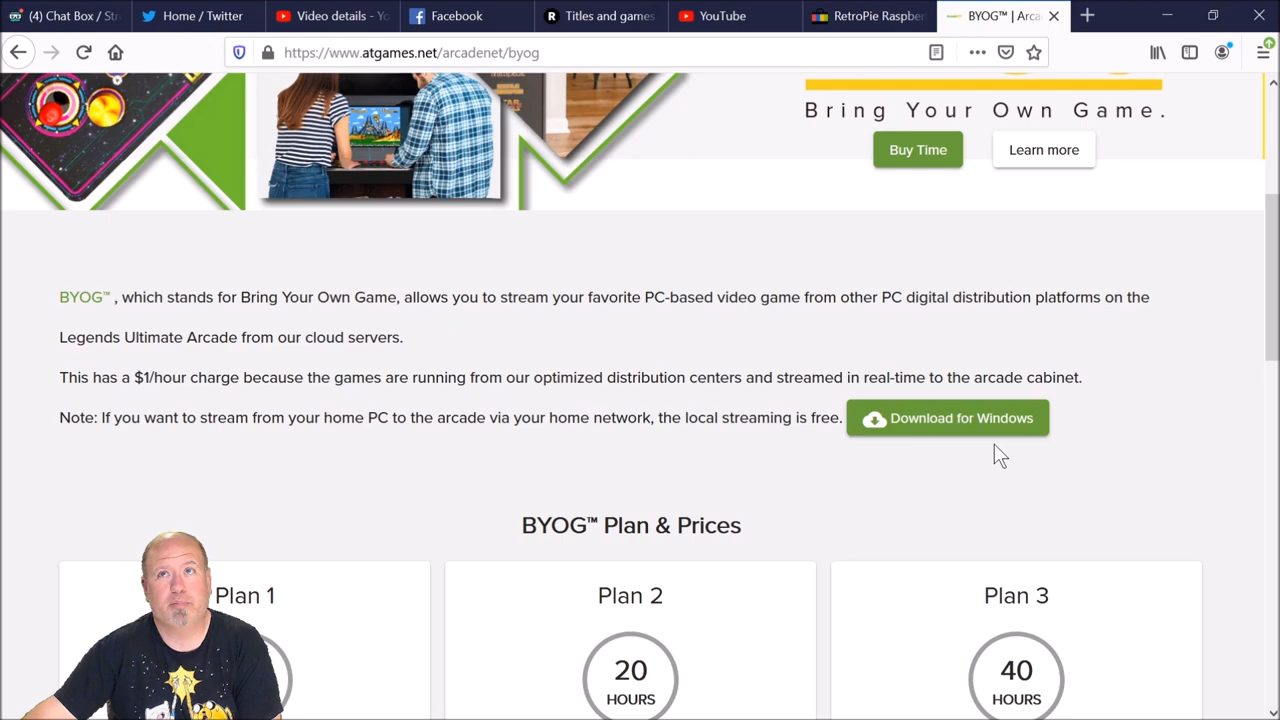 (4) Chat Box / Str
Home / Twitter
Video details - Yo
Facebook
Titles and games
YouTube
RetroPie Raspber
BYOG™ | Arca
https://www.atgames.net/arcadenet/byog
Bring Your Own Game.
Buy Time
Learn more
BYOG™ , which stands for Bring Your Own Game, allows you to stream your favorite PC-based video game from other PC digital distribution platforms on the
Legends Ultimate Arcade from our cloud servers.
This has a $1/hour charge because the games are running from our optimized distribution centers and streamed in real-time to the arcade cabinet.
Note: If you want to stream from your home PC to the arcade via your home network, the local streaming is free.
Download for Windows
BYOG™ Plan & Prices
Plan 1
Plan 2
Plan 3
20
HOURS
40
HOURS